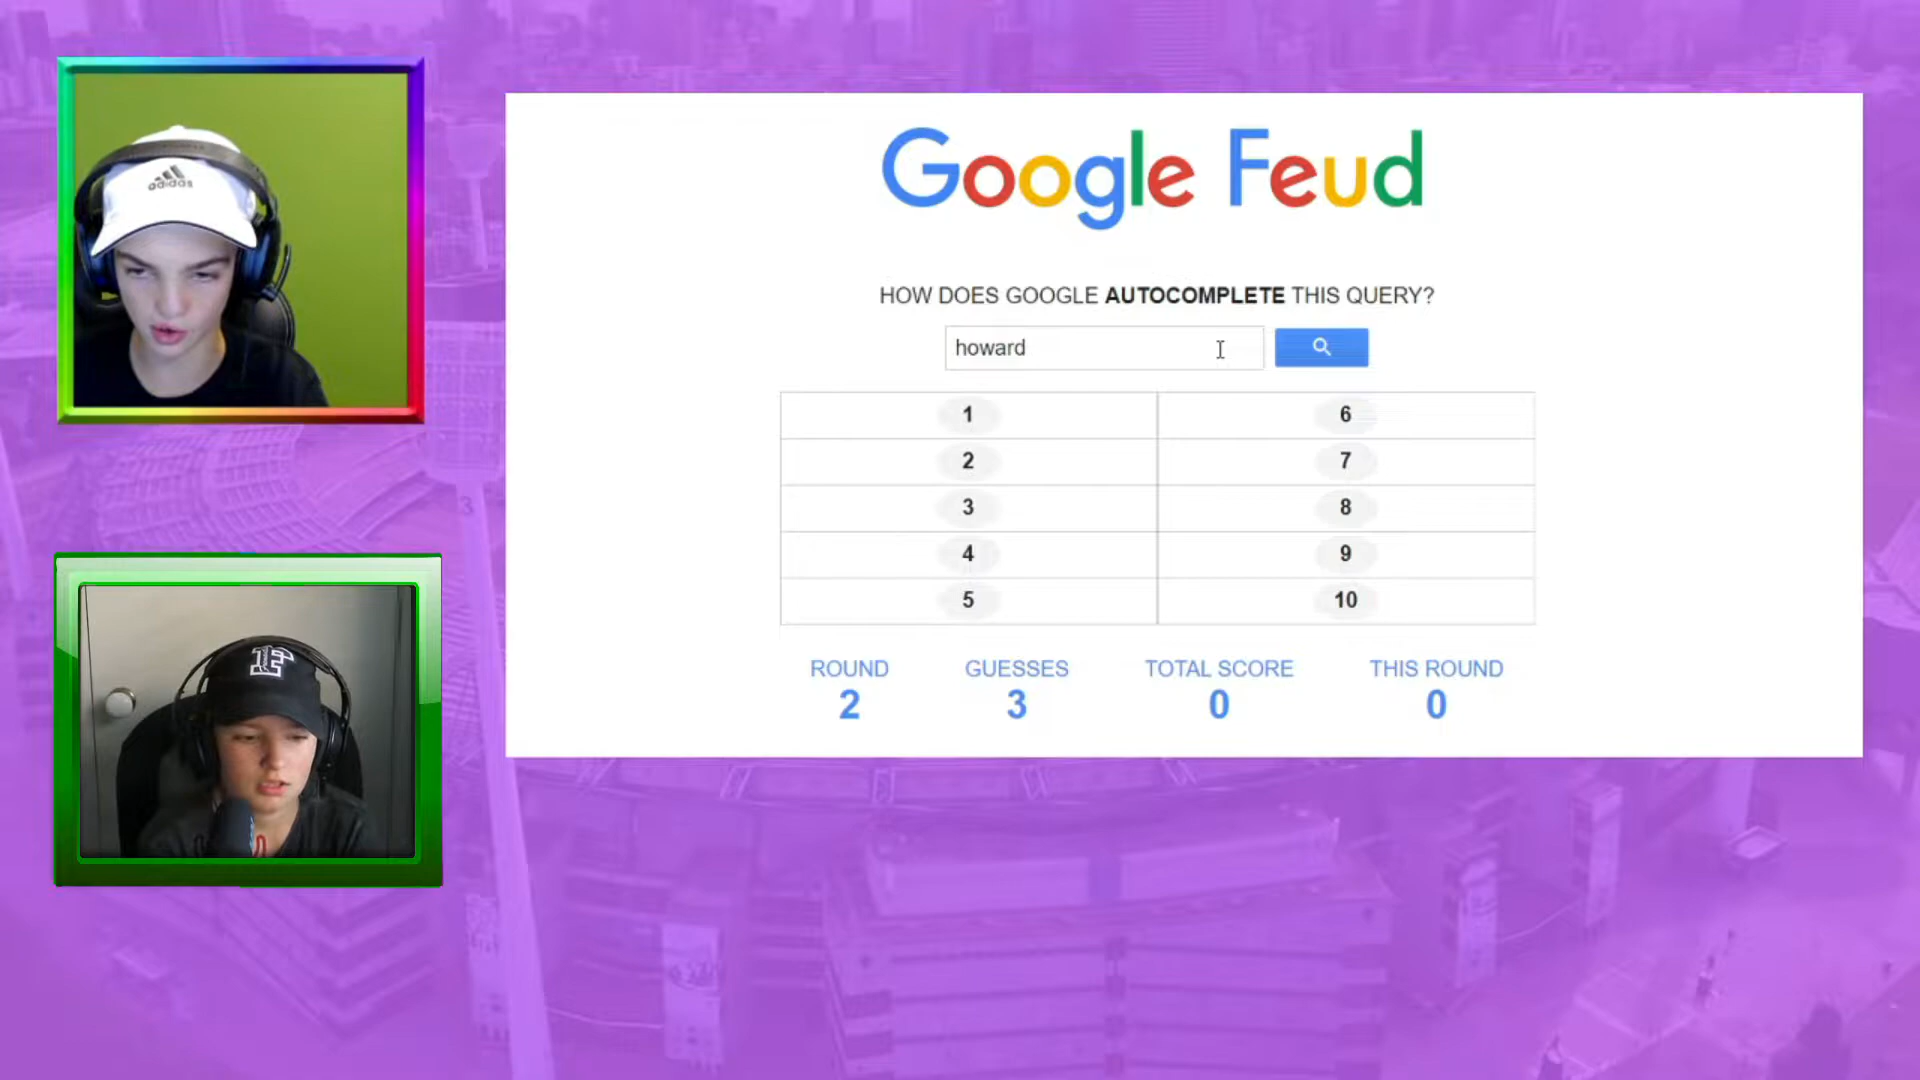 adidas
Google Feud
HOW DOES GOOGLE AUTOCOMPLETE THIS QUERY?
howard
1 6
2 7
3 8
4 9
5 10
ROUND GUESSES TOTAL SCORE THIS ROUND
2 3 0 0